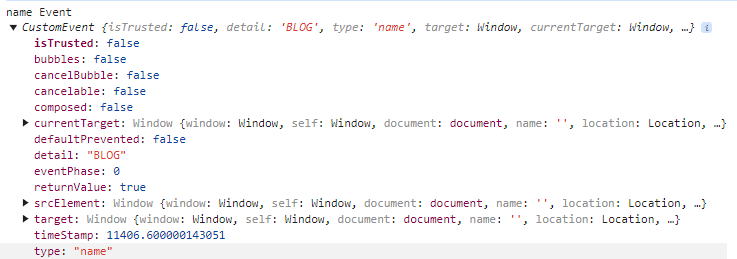 name Event
▼ CustomEvent {isTrusted: false, detail: 'BLOG', type: 'name', target: Window, currentTarget: Window, …} i
isTrusted: false
bubbles: false
cancelBubble: false
cancelable: false
composed: false
▶ currentTarget: Window {window: Window, self: Window, document: document, name: '', location: Location, …}
defaultPrevented: false
detail: "BLOG"
eventPhase: 0
returnValue: true
▶ srcElement: Window {window: Window, self: Window, document: document, name: '', location: Location, …}
▶ target: Window {window: Window, self: Window, document: document, name: '', location: Location, …}
timeStamp: 11406.600000143051
type: "name"